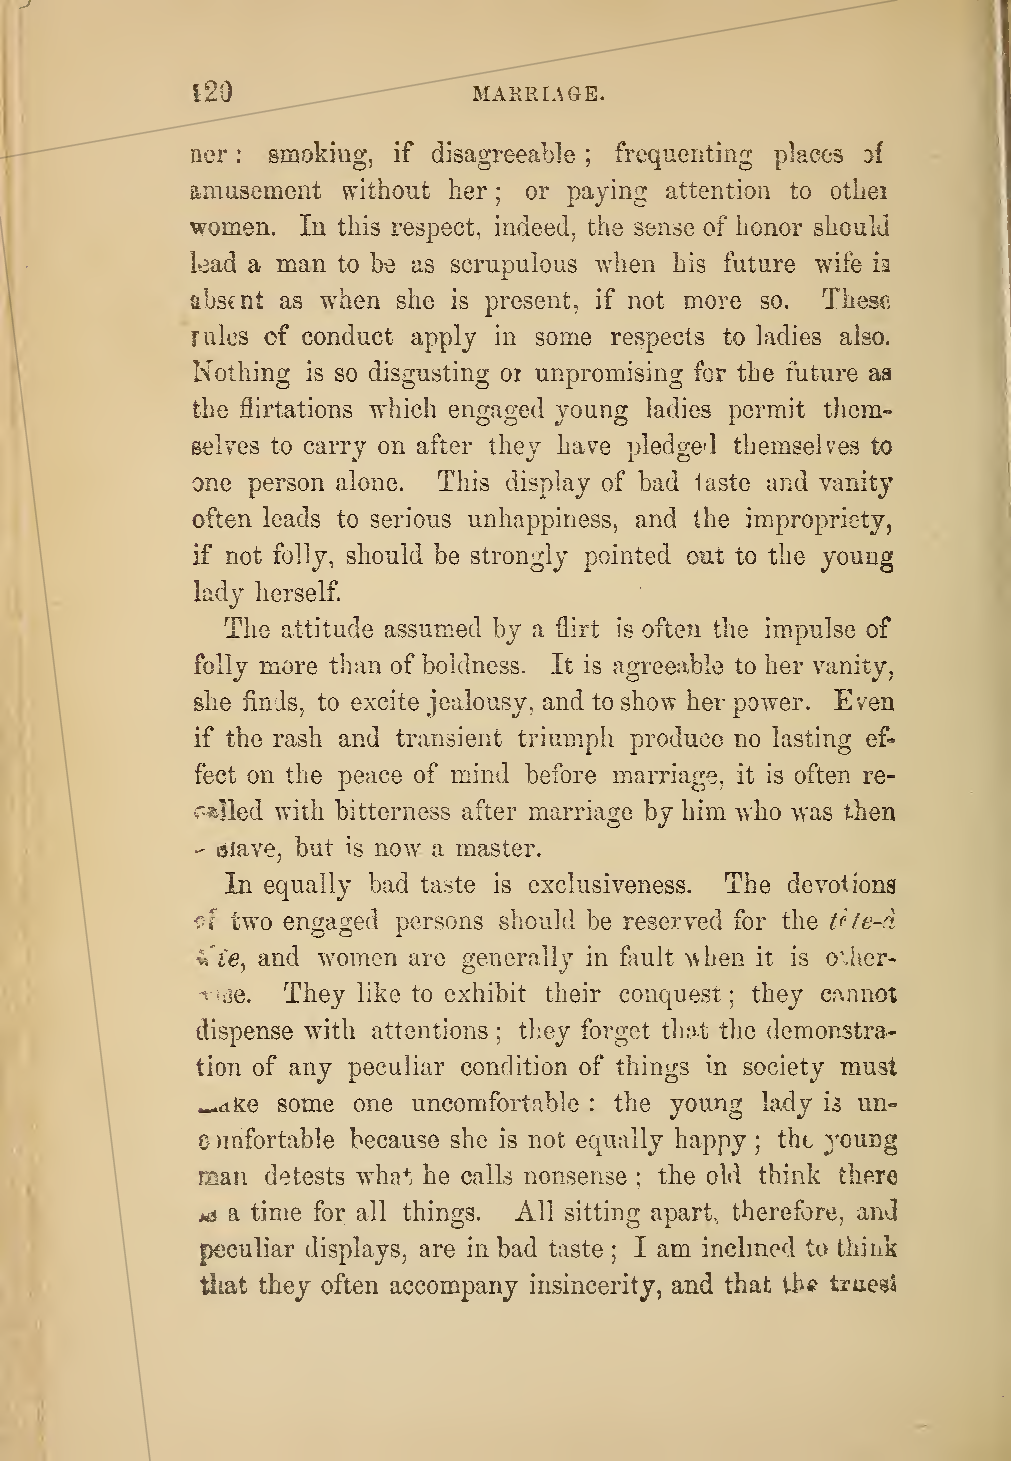 120 MARRIAGE.
ner: smoking, if disagreeable; frequenting places of
amusement without her; or paying attention to other
women. In this respect, indeed, the sense of honor should
lead a man to be as scrupulous when his future wife is
absent as when she is present, if not more so. These
rules of conduct apply in some respects to ladies also.
Nothing is so disgusting or unpromising for the future as
the flirtations which engaged young ladies permit them-
selves to carry on after they have pledged themselves to
one person alone. This display of bad taste and vanity
often leads to serious unhappiness, and the impropriety,
if not folly, should be strongly pointed out to the young
lady herself.
The attitude assumed by a flirt is often the impulse of
folly more than of boldness. It is agreeable to her vanity,
she finds, to excite jealousy, and to show her power. Even
if the rash and transient triumph produce no lasting ef-
fect on the peace of mind before marriage, it is often re-
called with bitterness after marriage by him who was then
slave, but is now a master.
In equally bad taste is exclusiveness. The devotions
of two engaged persons should be reserved for the tête-à
tête, and women are generally in fault when it is other-
wise. They like to exhibit their conquest; they cannot
dispense with attentions; they forget that the demonstra-
tion of any peculiar condition of things in society must
make some one uncomfortable: the young lady is un-
comfortable because she is not equally happy; the young
man detests what he calls nonsense; the old think there
is a time for all things. All sitting apart, therefore, and
peculiar displays, are in bad taste; I am inclined to think
that they often accompany insincerity, and that the truest